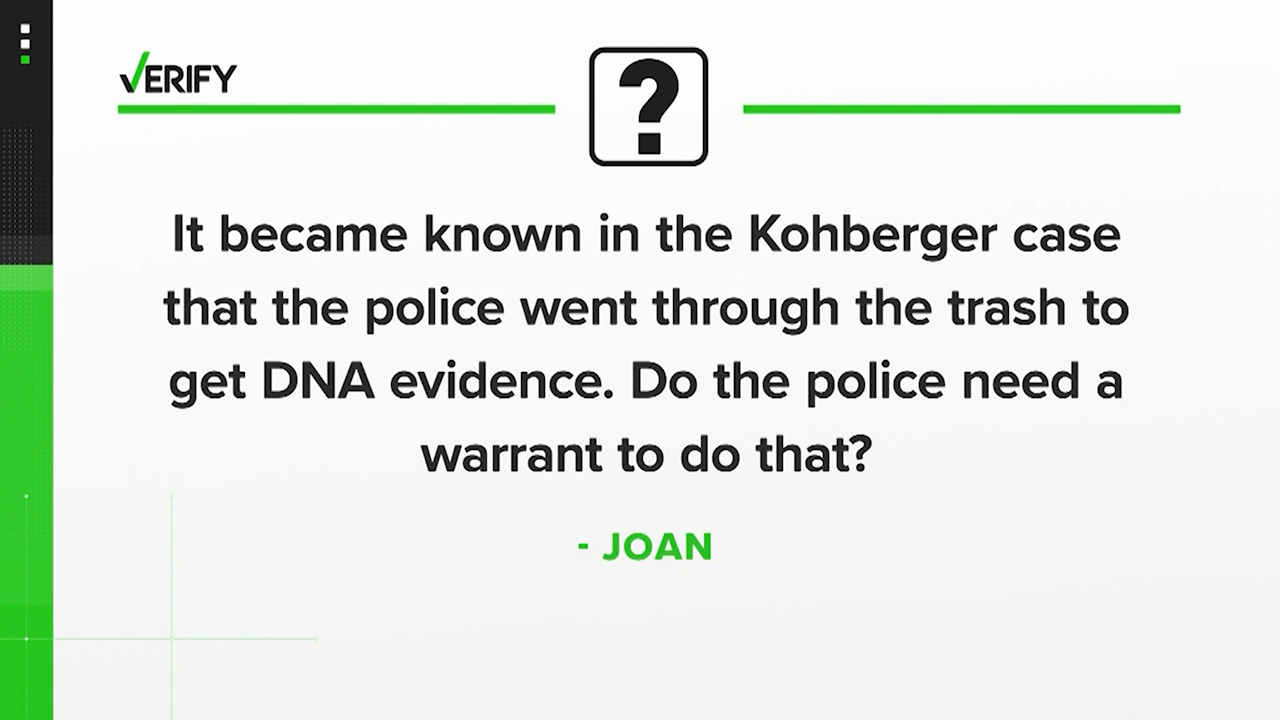 VERIFY
?
It became known in the Kohberger case
that the police went through the trash to
get DNA evidence. Do the police need a
warrant to do that?
- JOAN